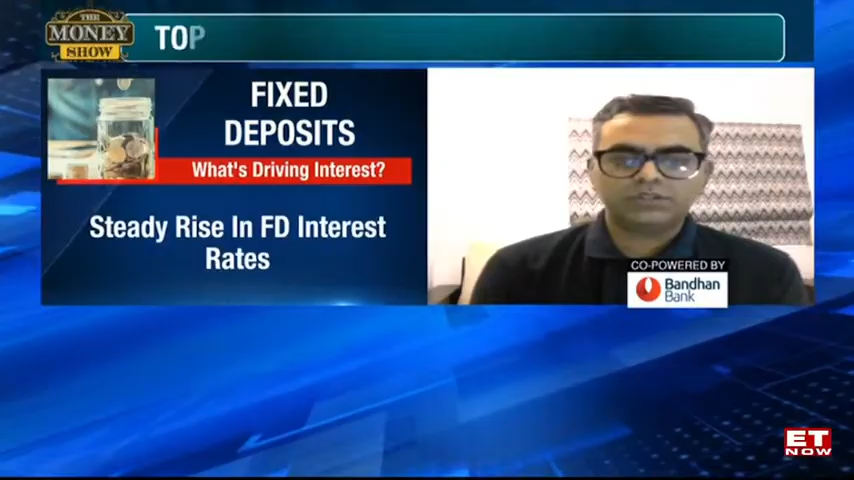 THE
MONEY
SHOW
TOP
FIXED
DEPOSITS
What's Driving Interest?
Steady Rise In FD Interest
Rates
CO-POWERED BY
Bandhan
Bank
ET
NOW